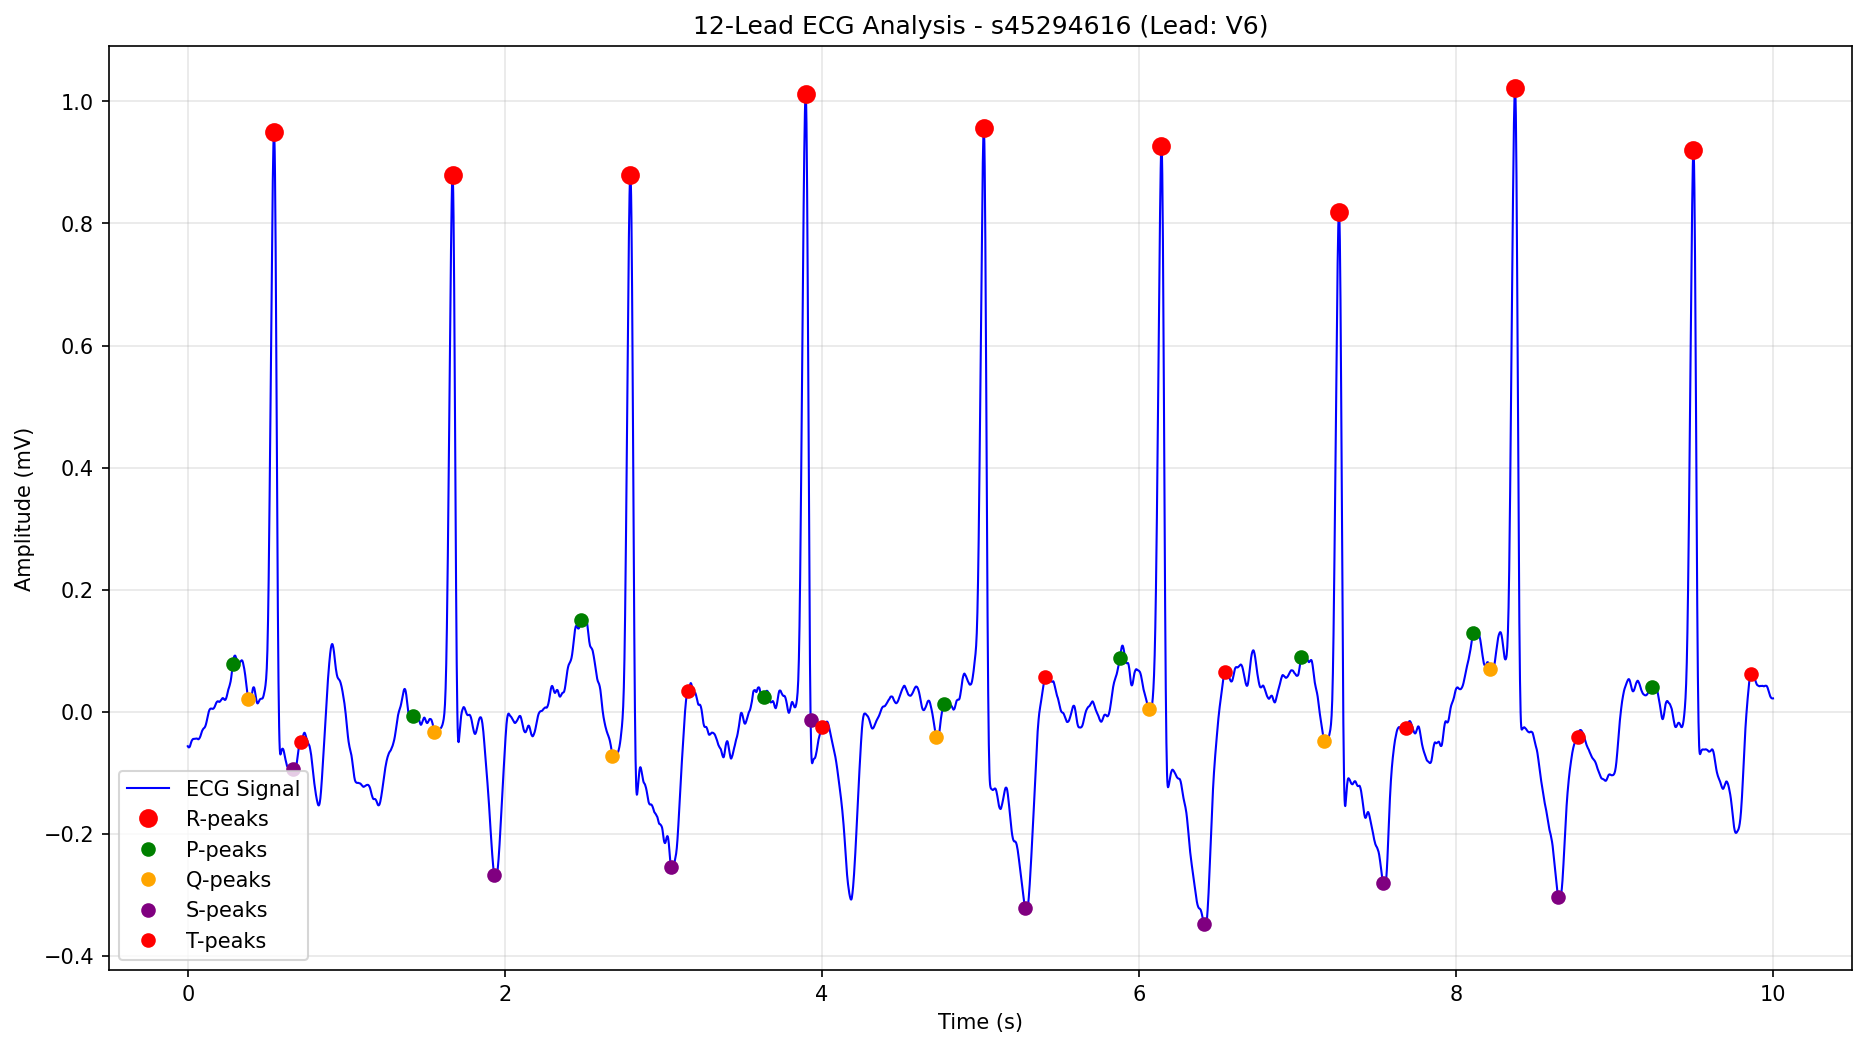 12-Lead ECG Analysis - s45294616 (Lead: V6)
Amplitude (mV)
1.0
0.8
0.6
0.4
0.2
0.0
−0.2
−0.4
ECG Signal
R-peaks
P-peaks
Q-peaks
S-peaks
T-peaks
0 2 4 6 8 10
Time (s)